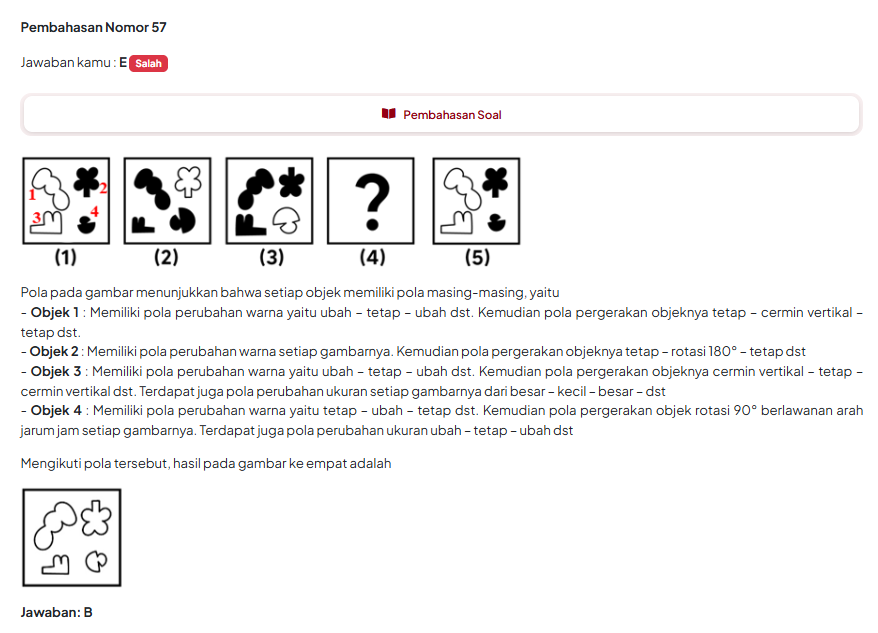 Pembahasan Nomor 57
Jawaban kamu : E Salah
Pembahasan Soal
1 2 3 4 ?
(1) (2) (3) (4) (5)
Pola pada gambar menunjukkan bahwa setiap objek memiliki pola masing-masing, yaitu
- Objek 1 : Memiliki pola perubahan warna yaitu ubah – tetap – ubah dst. Kemudian pola pergerakan objeknya tetap – cermin vertikal –
tetap dst.
- Objek 2 : Memiliki pola perubahan warna setiap gambarnya. Kemudian pola pergerakan objeknya tetap – rotasi 180° – tetap dst
- Objek 3 : Memiliki pola perubahan warna yaitu ubah – tetap – ubah dst. Kemudian pola pergerakan objeknya cermin vertikal – tetap –
cermin vertikal dst. Terdapat juga pola perubahan ukuran setiap gambarnya dari besar – kecil – besar – dst
- Objek 4 : Memiliki pola perubahan warna yaitu tetap – ubah – tetap dst. Kemudian pola pergerakan objek rotasi 90° berlawanan arah
jarum jam setiap gambarnya. Terdapat juga pola perubahan ukuran ubah – tetap – ubah dst
Mengikuti pola tersebut, hasil pada gambar ke empat adalah
Jawaban: B